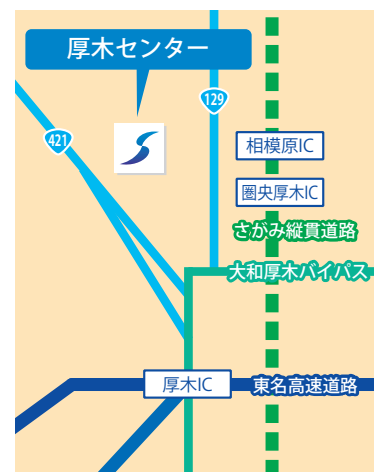 厚木センター
129
421
相模原IC
圏央厚木IC
さがみ縦貫道路
大和厚木バイパス
厚木IC
東名高速道路